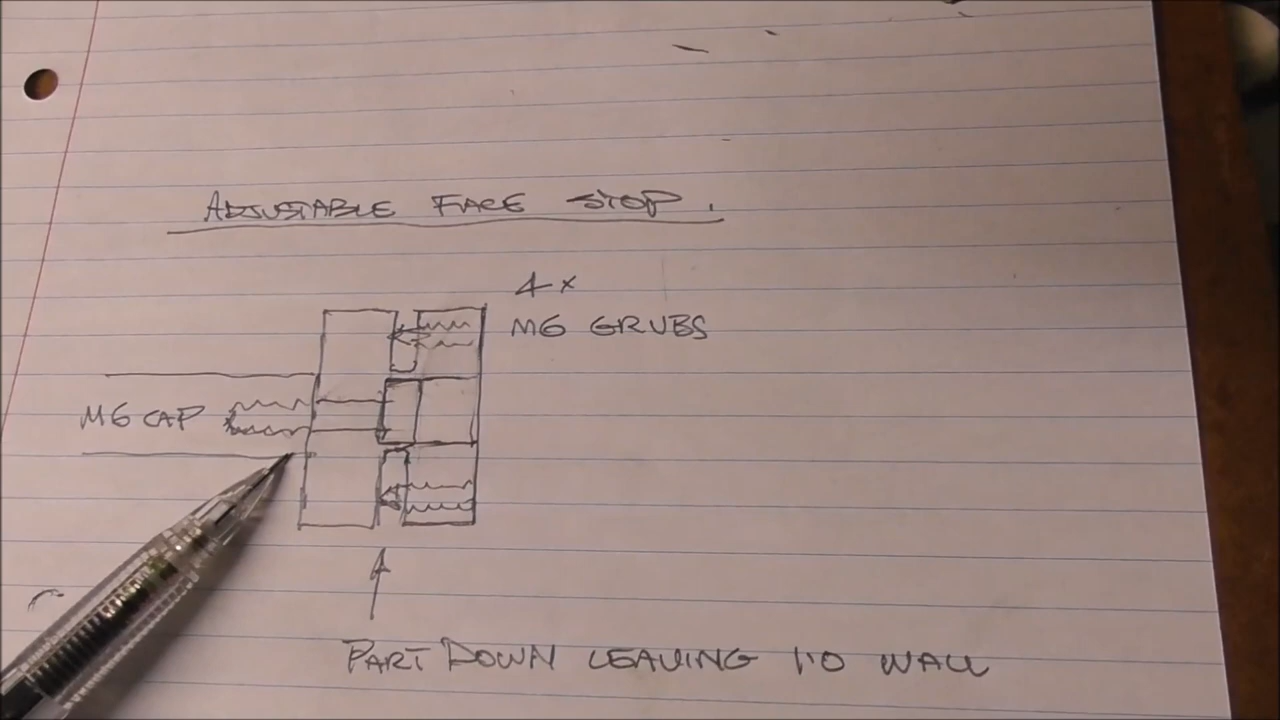 ADJUSTABLE FACE STOP.
4x
M6 GRUBS
M6 CAP
PART DOWN LEAVING 1.0 WALL